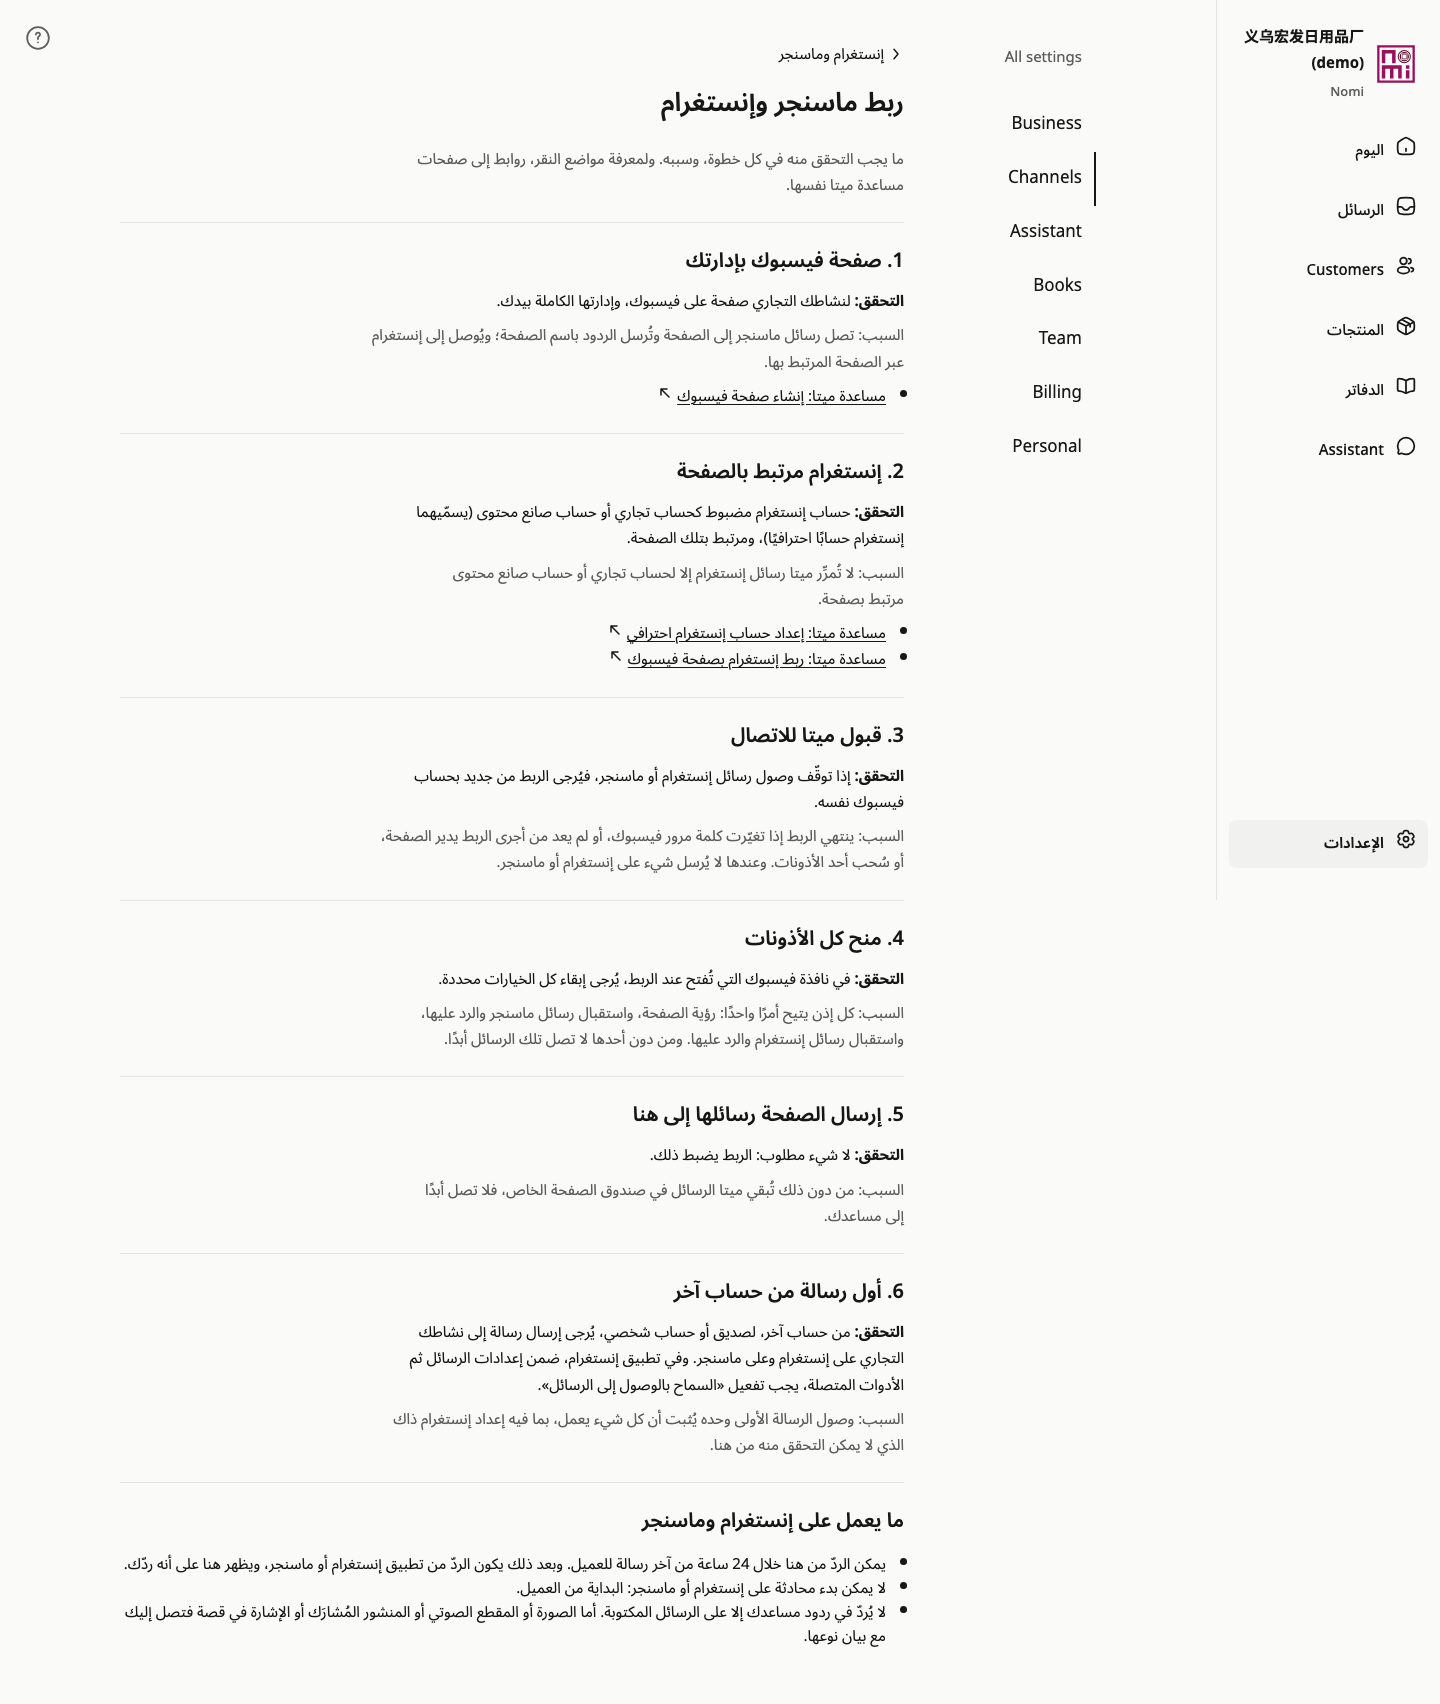 义乌宏发日用品厂
(demo)
Nomi
اليوم
الرسائل
Customers
المنتجات
الدفاتر
Assistant
الإعدادات
All settings
Business
Channels
Assistant
Books
Team
Billing
Personal
إنستغرام وماسنجر
ربط ماسنجر وإنستغرام
ما يجب التحقق منه في كل خطوة، وسببه. ولمعرفة مواضع النقر، روابط إلى صفحات
مساعدة ميتا نفسها.
1. صفحة فيسبوك بإدارتك
التحقق: لنشاطك التجاري صفحة على فيسبوك، وإدارتها الكاملة بيدك.
السبب: تصل رسائل ماسنجر إلى الصفحة وتُرسل الردود باسم الصفحة؛ ويُوصل إلى إنستغرام
عبر الصفحة المرتبط بها.
مساعدة ميتا: إنشاء صفحة فيسبوك
2. إنستغرام مرتبط بالصفحة
التحقق: حساب إنستغرام مضبوط كحساب تجاري أو حساب صانع محتوى (يسمّيهما
إنستغرام حسابًا احترافيًا)، ومرتبط بتلك الصفحة.
السبب: لا تُمرِّر ميتا رسائل إنستغرام إلا لحساب تجاري أو حساب صانع محتوى
مرتبط بصفحة.
مساعدة ميتا: إعداد حساب إنستغرام احترافي
مساعدة ميتا: ربط إنستغرام بصفحة فيسبوك
3. قبول ميتا للاتصال
التحقق: إذا توقّف وصول رسائل إنستغرام أو ماسنجر، فيُرجى الربط من جديد بحساب
فيسبوك نفسه.
السبب: ينتهي الربط إذا تغيّرت كلمة مرور فيسبوك، أو لم يعد من أجرى الربط يدير الصفحة،
أو سُحب أحد الأذونات. وعندها لا يُرسل شيء على إنستغرام أو ماسنجر.
4. منح كل الأذونات
التحقق: في نافذة فيسبوك التي تُفتح عند الربط، يُرجى إبقاء كل الخيارات محددة.
السبب: كل إذن يتيح أمرًا واحدًا: رؤية الصفحة، واستقبال رسائل ماسنجر والرد عليها،
واستقبال رسائل إنستغرام والرد عليها. ومن دون أحدها لا تصل تلك الرسائل أبدًا.
5. إرسال الصفحة رسائلها إلى هنا
التحقق: لا شيء مطلوب: الربط يضبط ذلك.
السبب: من دون ذلك تُبقي ميتا الرسائل في صندوق الصفحة الخاص، فلا تصل أبدًا
إلى مساعدك.
6. أول رسالة من حساب آخر
التحقق: من حساب آخر، لصديق أو حساب شخصي، يُرجى إرسال رسالة إلى نشاطك
التجاري على إنستغرام وعلى ماسنجر. وفي تطبيق إنستغرام، ضمن إعدادات الرسائل ثم
الأدوات المتصلة، يجب تفعيل «السماح بالوصول إلى الرسائل».
السبب: وصول الرسالة الأولى وحده يُثبت أن كل شيء يعمل، بما فيه إعداد إنستغرام ذاك
الذي لا يمكن التحقق منه من هنا.
ما يعمل على إنستغرام وماسنجر
يمكن الردّ من هنا خلال 24 ساعة من آخر رسالة للعميل. وبعد ذلك يكون الردّ من تطبيق إنستغرام أو ماسنجر، ويظهر هنا على أنه ردّك.
لا يمكن بدء محادثة على إنستغرام أو ماسنجر: البداية من العميل.
لا يُردّ في ردود مساعدك إلا على الرسائل المكتوبة. أما الصورة أو المقطع الصوتي أو المنشور المُشارَك أو الإشارة في قصة فتصل إليك
مع بيان نوعها.